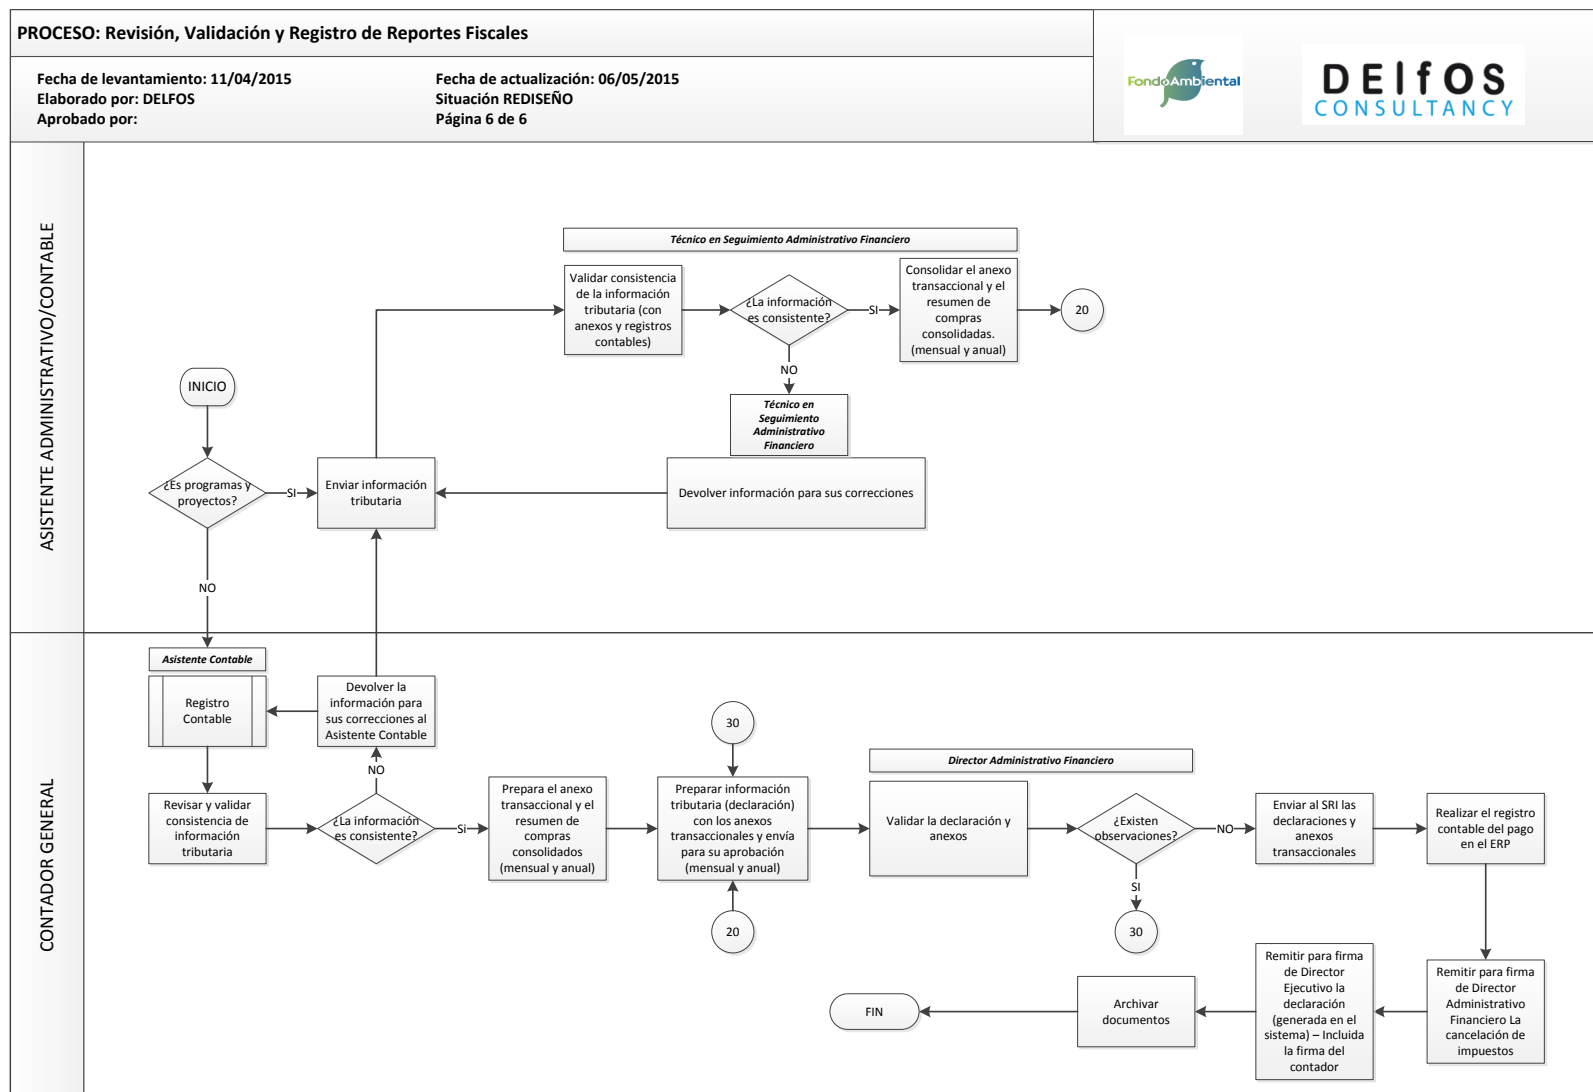 PROCESO: Revisión, Validación y Registro de Reportes Fiscales
Fecha de levantamiento: 11/04/2015
Elaborado por: DELFOS
Aprobado por:
Fecha de actualización: 06/05/2015
Situación REDISEÑO
Página 6 de 6
FondoAmbiental
DElfOS
CONSULTANCY
ASISTENTE ADMINISTRATIVO/CONTABLE
Técnico en Seguimiento Administrativo Financiero
Validar consistencia
de la información
tributaria (con
anexos y registros
contables)
¿La información
es consistente?
SI
Consolidar el anexo
transaccional y el
resumen de
compras
consolidadas.
(mensual y anual)
20
NO
INICIO
Técnico en
Seguimiento
Administrativo
Financiero
¿Es programas y
proyectos?
SI
Enviar información
tributaria
Devolver información para sus correcciones
NO
CONTADOR GENERAL
Asistente Contable
Registro
Contable
Devolver la
información para
sus correcciones al
Asistente Contable
NO
30
Director Administrativo Financiero
Revisar y validar
consistencia de
información
tributaria
¿La información
es consistente?
Si
Prepara el anexo
transaccional y el
resumen de
compras
consolidados
(mensual y anual)
Preparar información
tributaria (declaración)
con los anexos
transaccionales y envía
para su aprobación
(mensual y anual)
Validar la declaración y
anexos
¿Existen
observaciones?
NO
Enviar al SRI las
declaraciones y
anexos
transaccionales
Realizar el registro
contable del pago
en el ERP
SI
20
30
FIN
Archivar
documentos
Remitir para firma
de Director
Ejecutivo la
declaración
(generada en el
sistema) – Incluida
la firma del
contador
Remitir para firma
de Director
Administrativo
Financiero La
cancelación de
impuestos